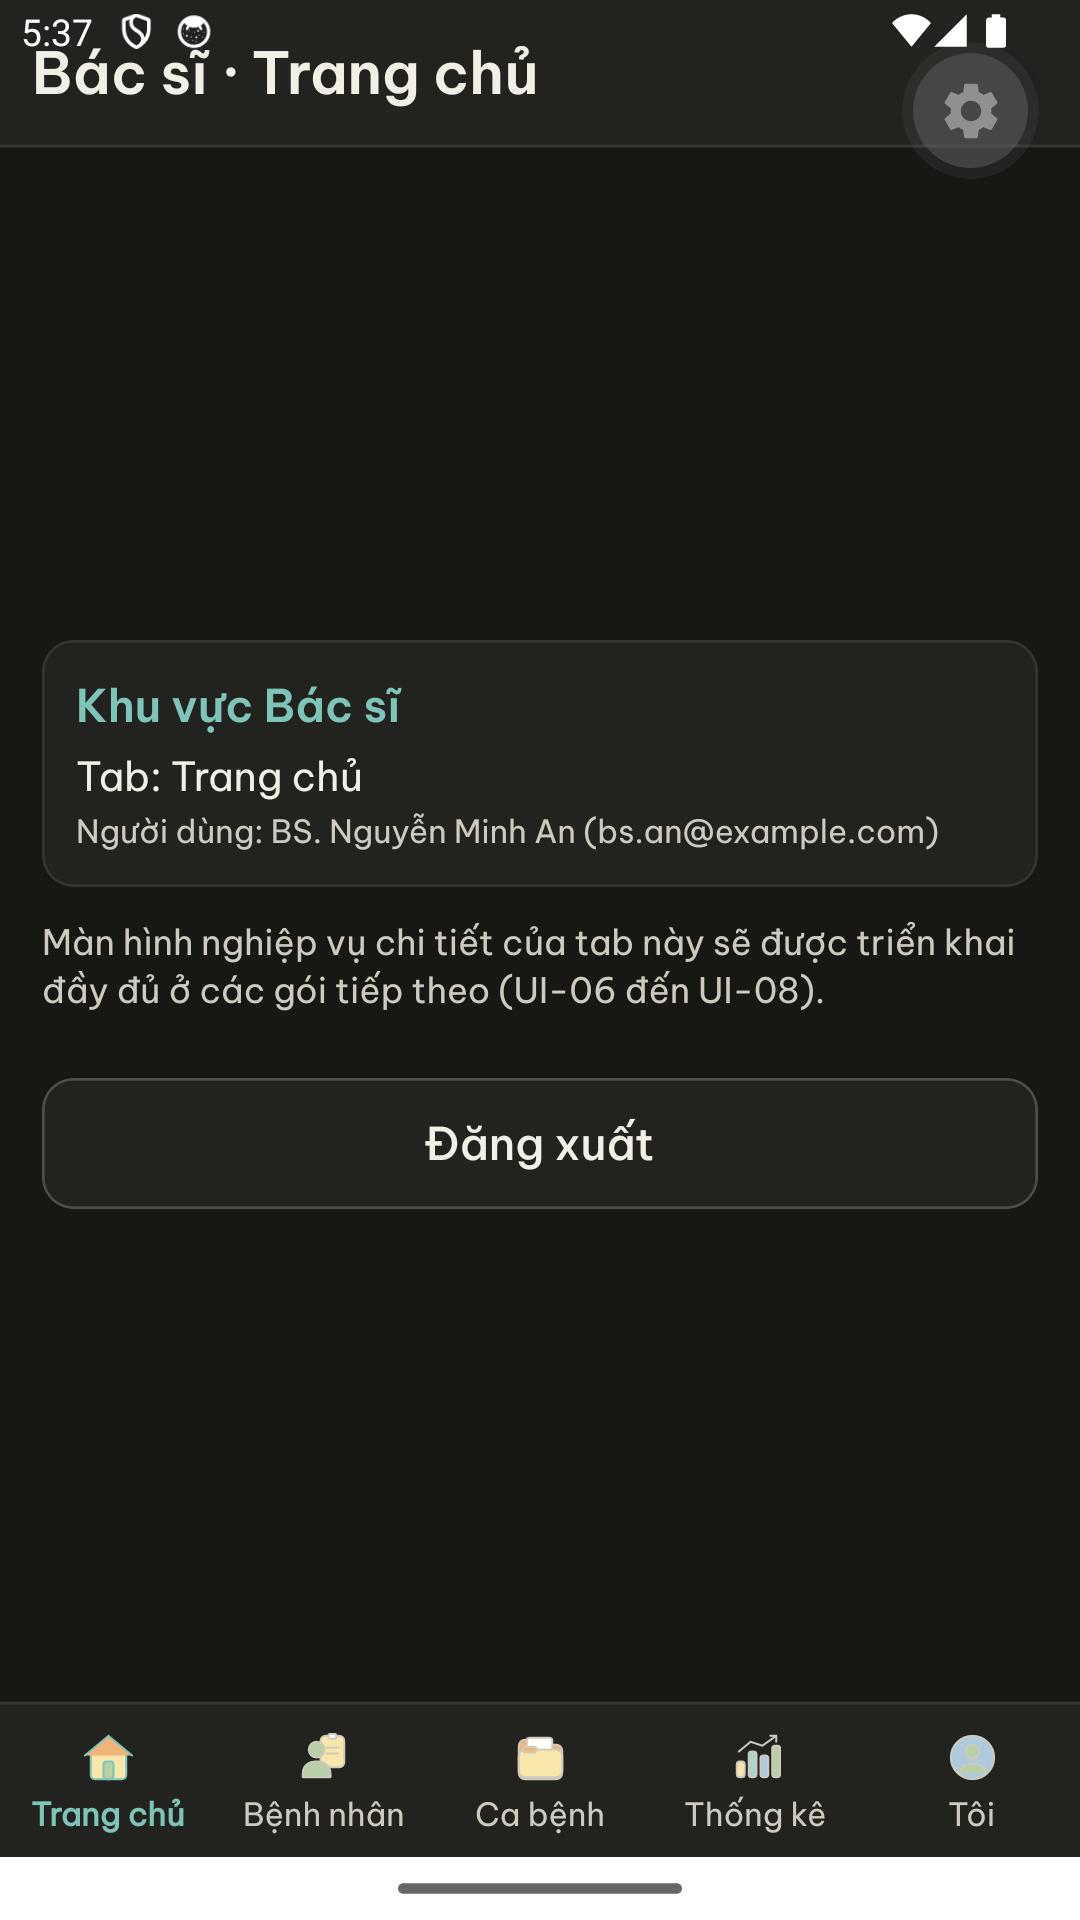 5:37
Bác sĩ · Trang chủ
Khu vực Bác sĩ
Tab: Trang chủ
Người dùng: BS. Nguyễn Minh An (bs.an@example.com)
Màn hình nghiệp vụ chi tiết của tab này sẽ được triển khai
đầy đủ ở các gói tiếp theo (UI-06 đến UI-08).
Đăng xuất
Trang chủ
Bệnh nhân
Ca bệnh
Thống kê
Tôi